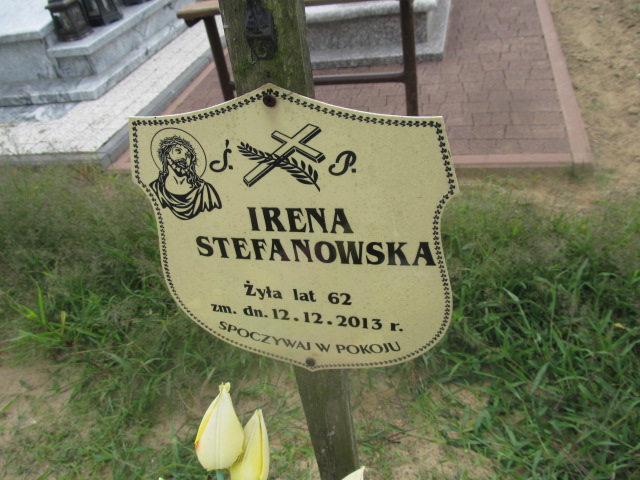 Ś. P.
IRENA
STEFANOWSKA
Żyła lat 62
zm. dn. 12.12.2013 r.
SPOCZYWAJ W POKOJU